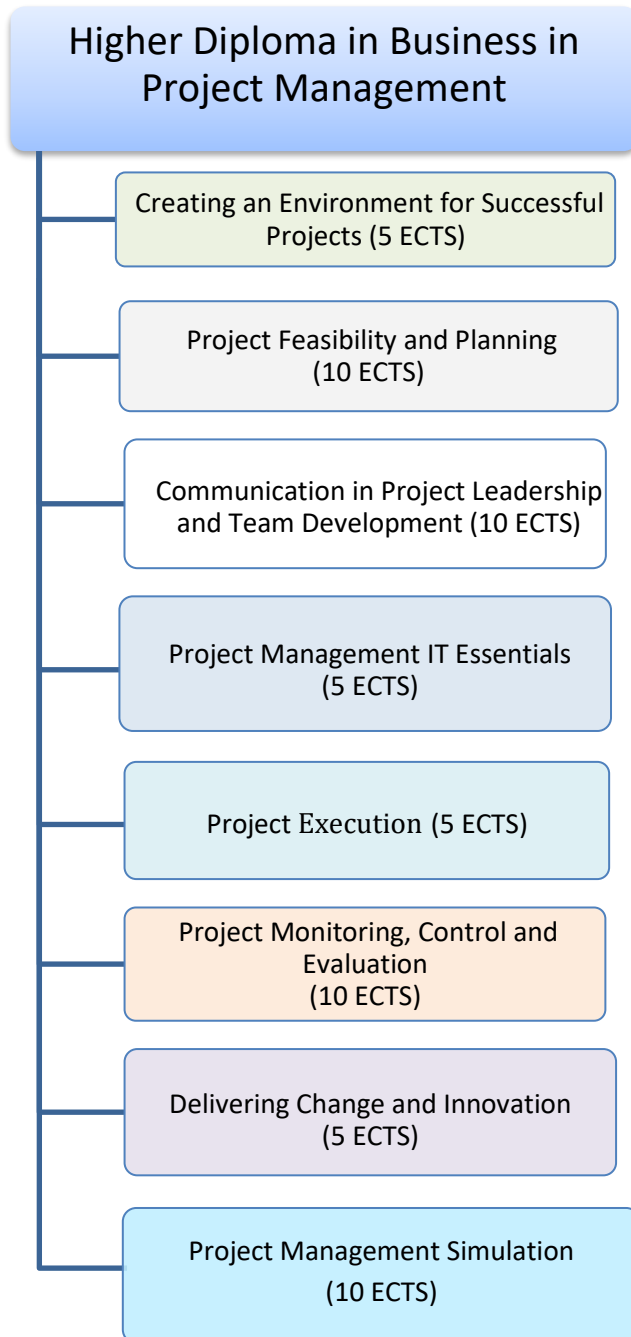 Higher Diploma in Business in
Project Management
Creating an Environment for Successful
Projects (5 ECTS)
Project Feasibility and Planning
(10 ECTS)
Communication in Project Leadership
and Team Development (10 ECTS)
Project Management IT Essentials
(5 ECTS)
Project Execution (5 ECTS)
Project Monitoring, Control and
Evaluation
(10 ECTS)
Delivering Change and Innovation
(5 ECTS)
Project Management Simulation
(10 ECTS)